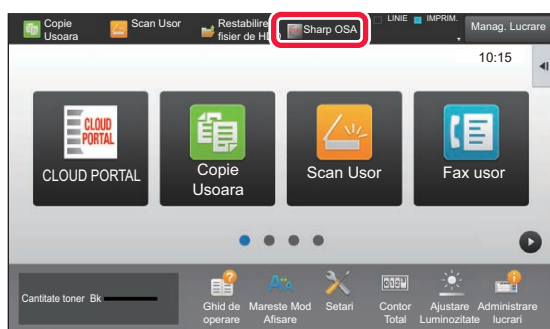 Copie
Usoara
Scan Usor
Restabilire
fisier de HD
Sharp OSA
LINIE
IMPRIM.
Manag. Lucrare
10:15
CLOUD
PORTAL
CLOUD PORTAL
Copie
Usoara
Scan Usor
Fax usor
Cantitate toner Bk
Ghid de
operare
Mareste Mod
Afisare
Setari
Contor
Total
Ajustare
Luminozitate
Administrare
lucrari